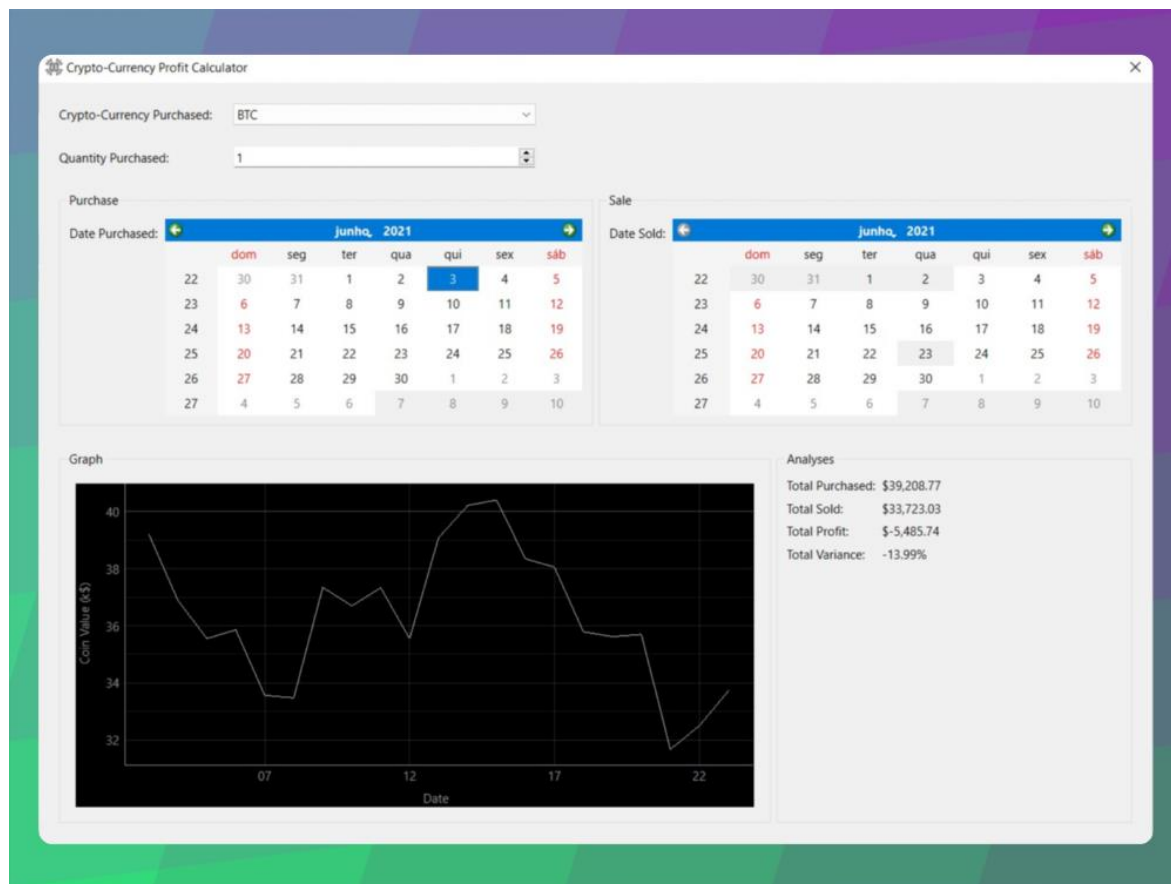 Crypto-Currency Profit Calculator
Crypto-Currency Purchased: BTC
Quantity Purchased: 1
Purchase
Date Purchased: junho, 2021
dom seg ter qua qui sex sáb
22 30 31 1 2 3 4 5
23 6 7 8 9 10 11 12
24 13 14 15 16 17 18 19
25 20 21 22 23 24 25 26
26 27 28 29 30 1 2 3
27 4 5 6 7 8 9 10
Sale
Date Sold: junho, 2021
dom seg ter qua qui sex sáb
22 30 31 1 2 3 4 5
23 6 7 8 9 10 11 12
24 13 14 15 16 17 18 19
25 20 21 22 23 24 25 26
26 27 28 29 30 1 2 3
27 4 5 6 7 8 9 10
Graph
Coin Value (k$)
40
38
36
34
32
07 12 17 22
Date
Analyses
Total Purchased: $39,208.77
Total Sold: $33,723.03
Total Profit: $-5,485.74
Total Variance: -13.99%